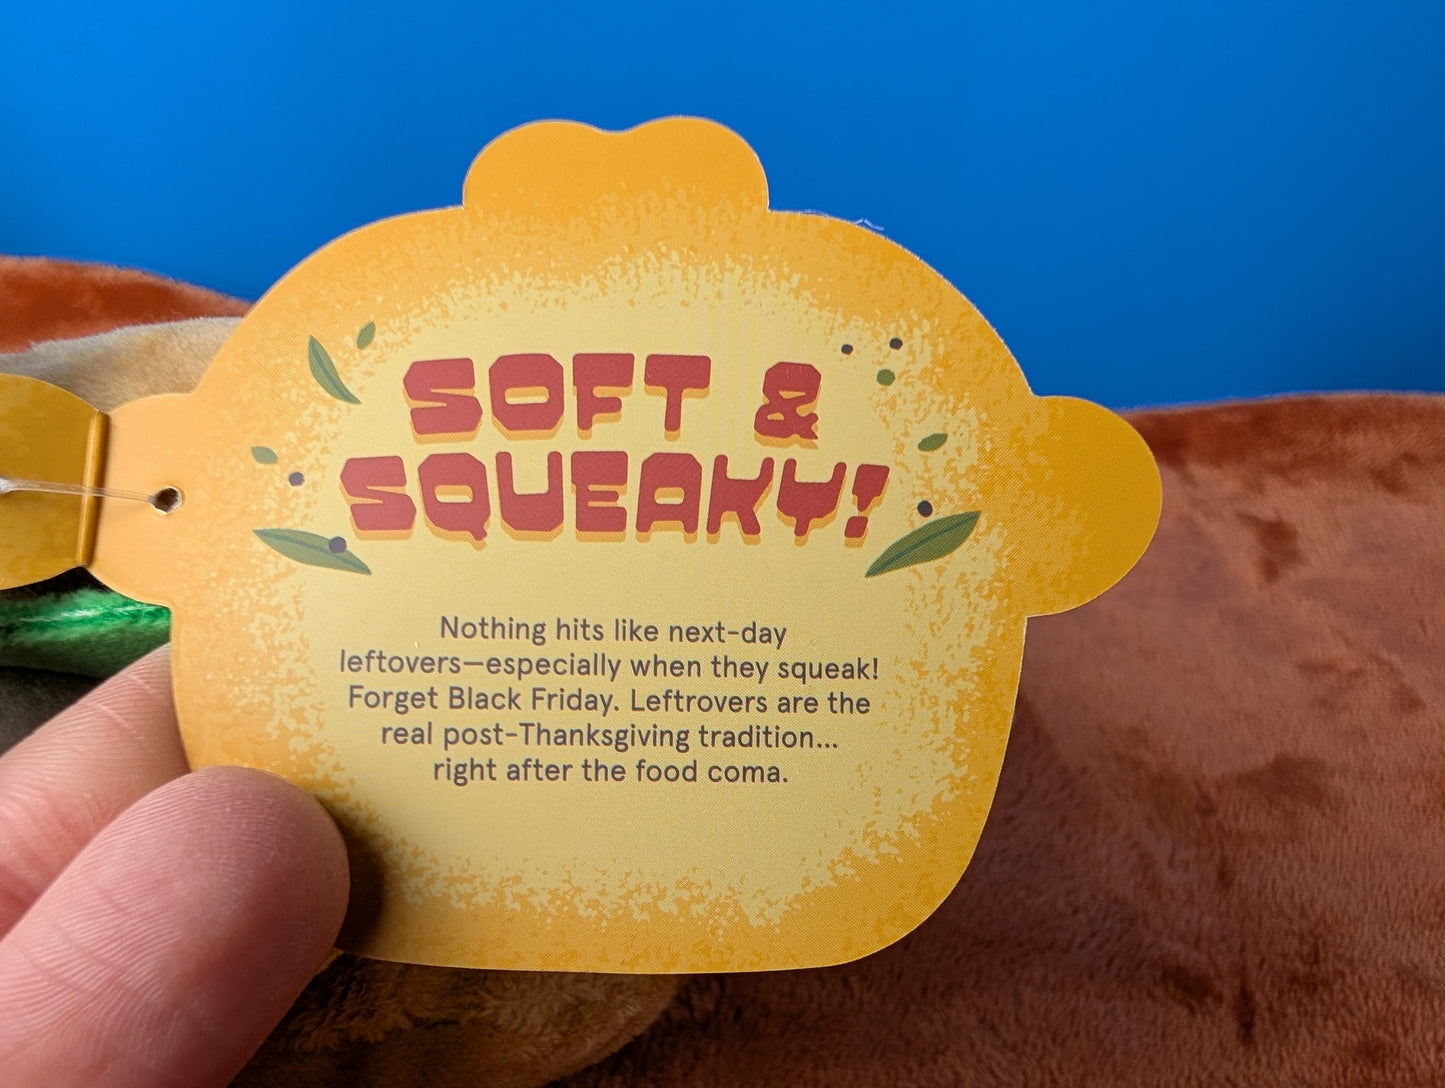 SOFT &
SQUEAKY!
Nothing hits like next-day
leftovers—especially when they squeak!
Forget Black Friday. Leftrovers are the
real post-Thanksgiving tradition...
right after the food coma.